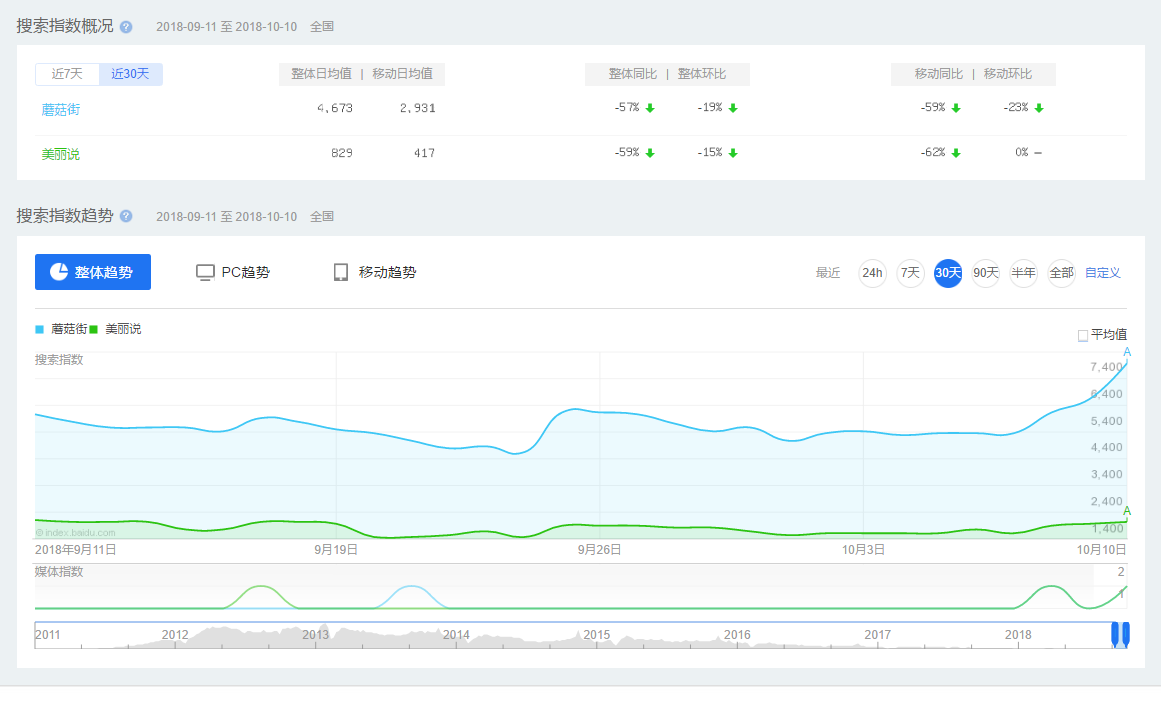 搜索指数概况 ? 2018-09-11 至 2018-10-10 全国
近7天 近30天 整体日均值 | 移动日均值 整体同比 | 整体环比 移动同比 | 移动环比
蘑菇街 4,673 2,931 -57% -19% -59% -23%
美丽说 829 417 -59% -15% -62% 0% –
搜索指数趋势 ? 2018-09-11 至 2018-10-10 全国
整体趋势 PC趋势 移动趋势 最近 24h 7天 30天 90天 半年 全部 自定义
蘑菇街 美丽说
平均值
搜索指数
A
7,400
6,400
5,400
4,400
3,400
2,400
A
1,400
© index.baidu.com
2018年9月11日 9月19日 9月26日 10月3日 10月10日
媒体指数 2
1
2011 2012 2013 2014 2015 2016 2017 2018